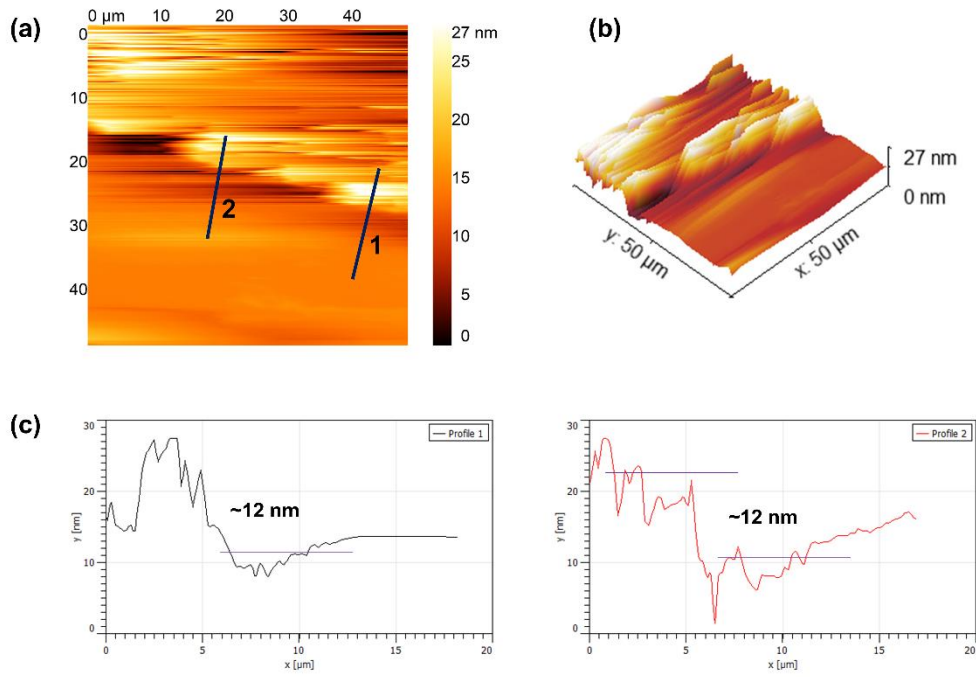 (a)
0 µm 10 20 30 40
0
10
20
30
40
2
1
27 nm
25
20
15
10
5
0
(b)
27 nm
0 nm
y: 50 µm
x: 50 µm
(c)
Profile 1
30
20
10
0
y [nm]
~12 nm
0 5 10 15 20
x [µm]
Profile 2
30
20
10
0
y [nm]
~12 nm
0 5 10 15 20
x [µm]